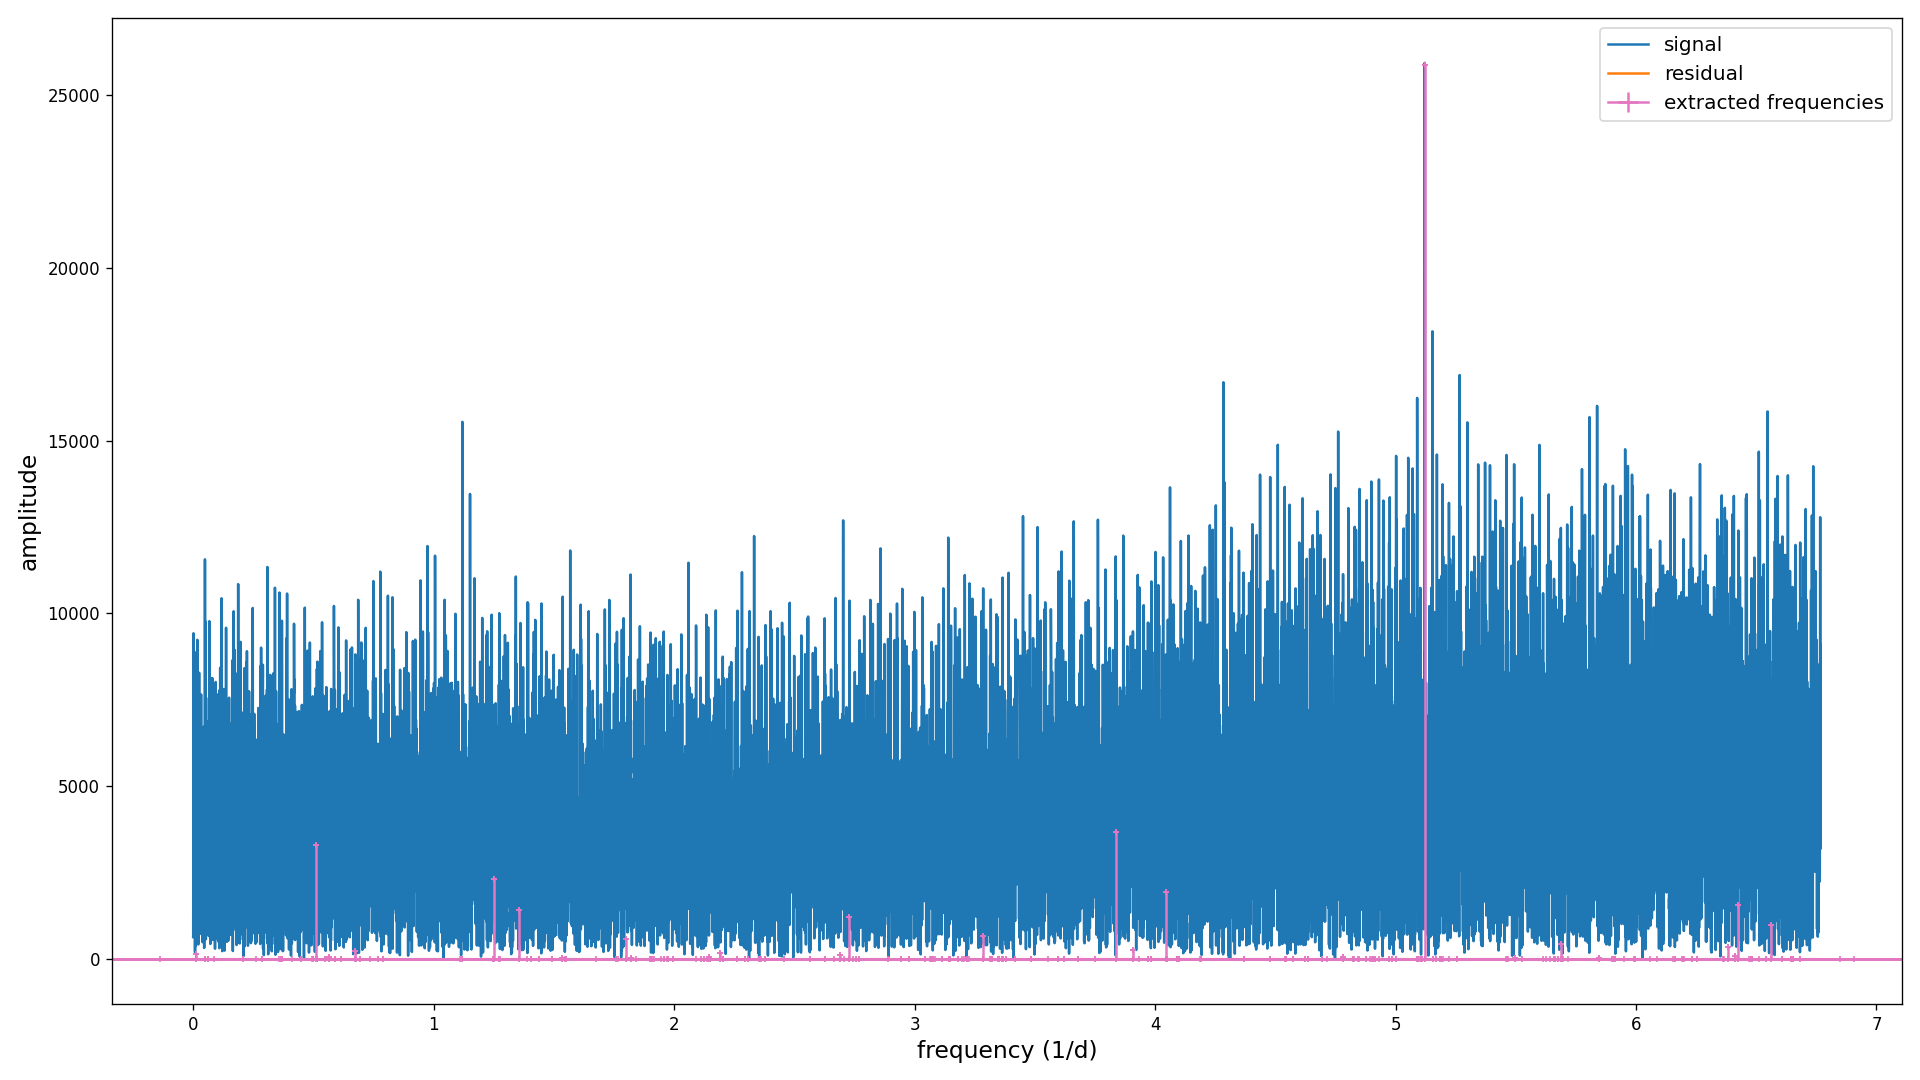 signal
residual
extracted frequencies
25000
20000
15000
10000
5000
0
amplitude
0 1 2 3 4 5 6 7
frequency (1/d)